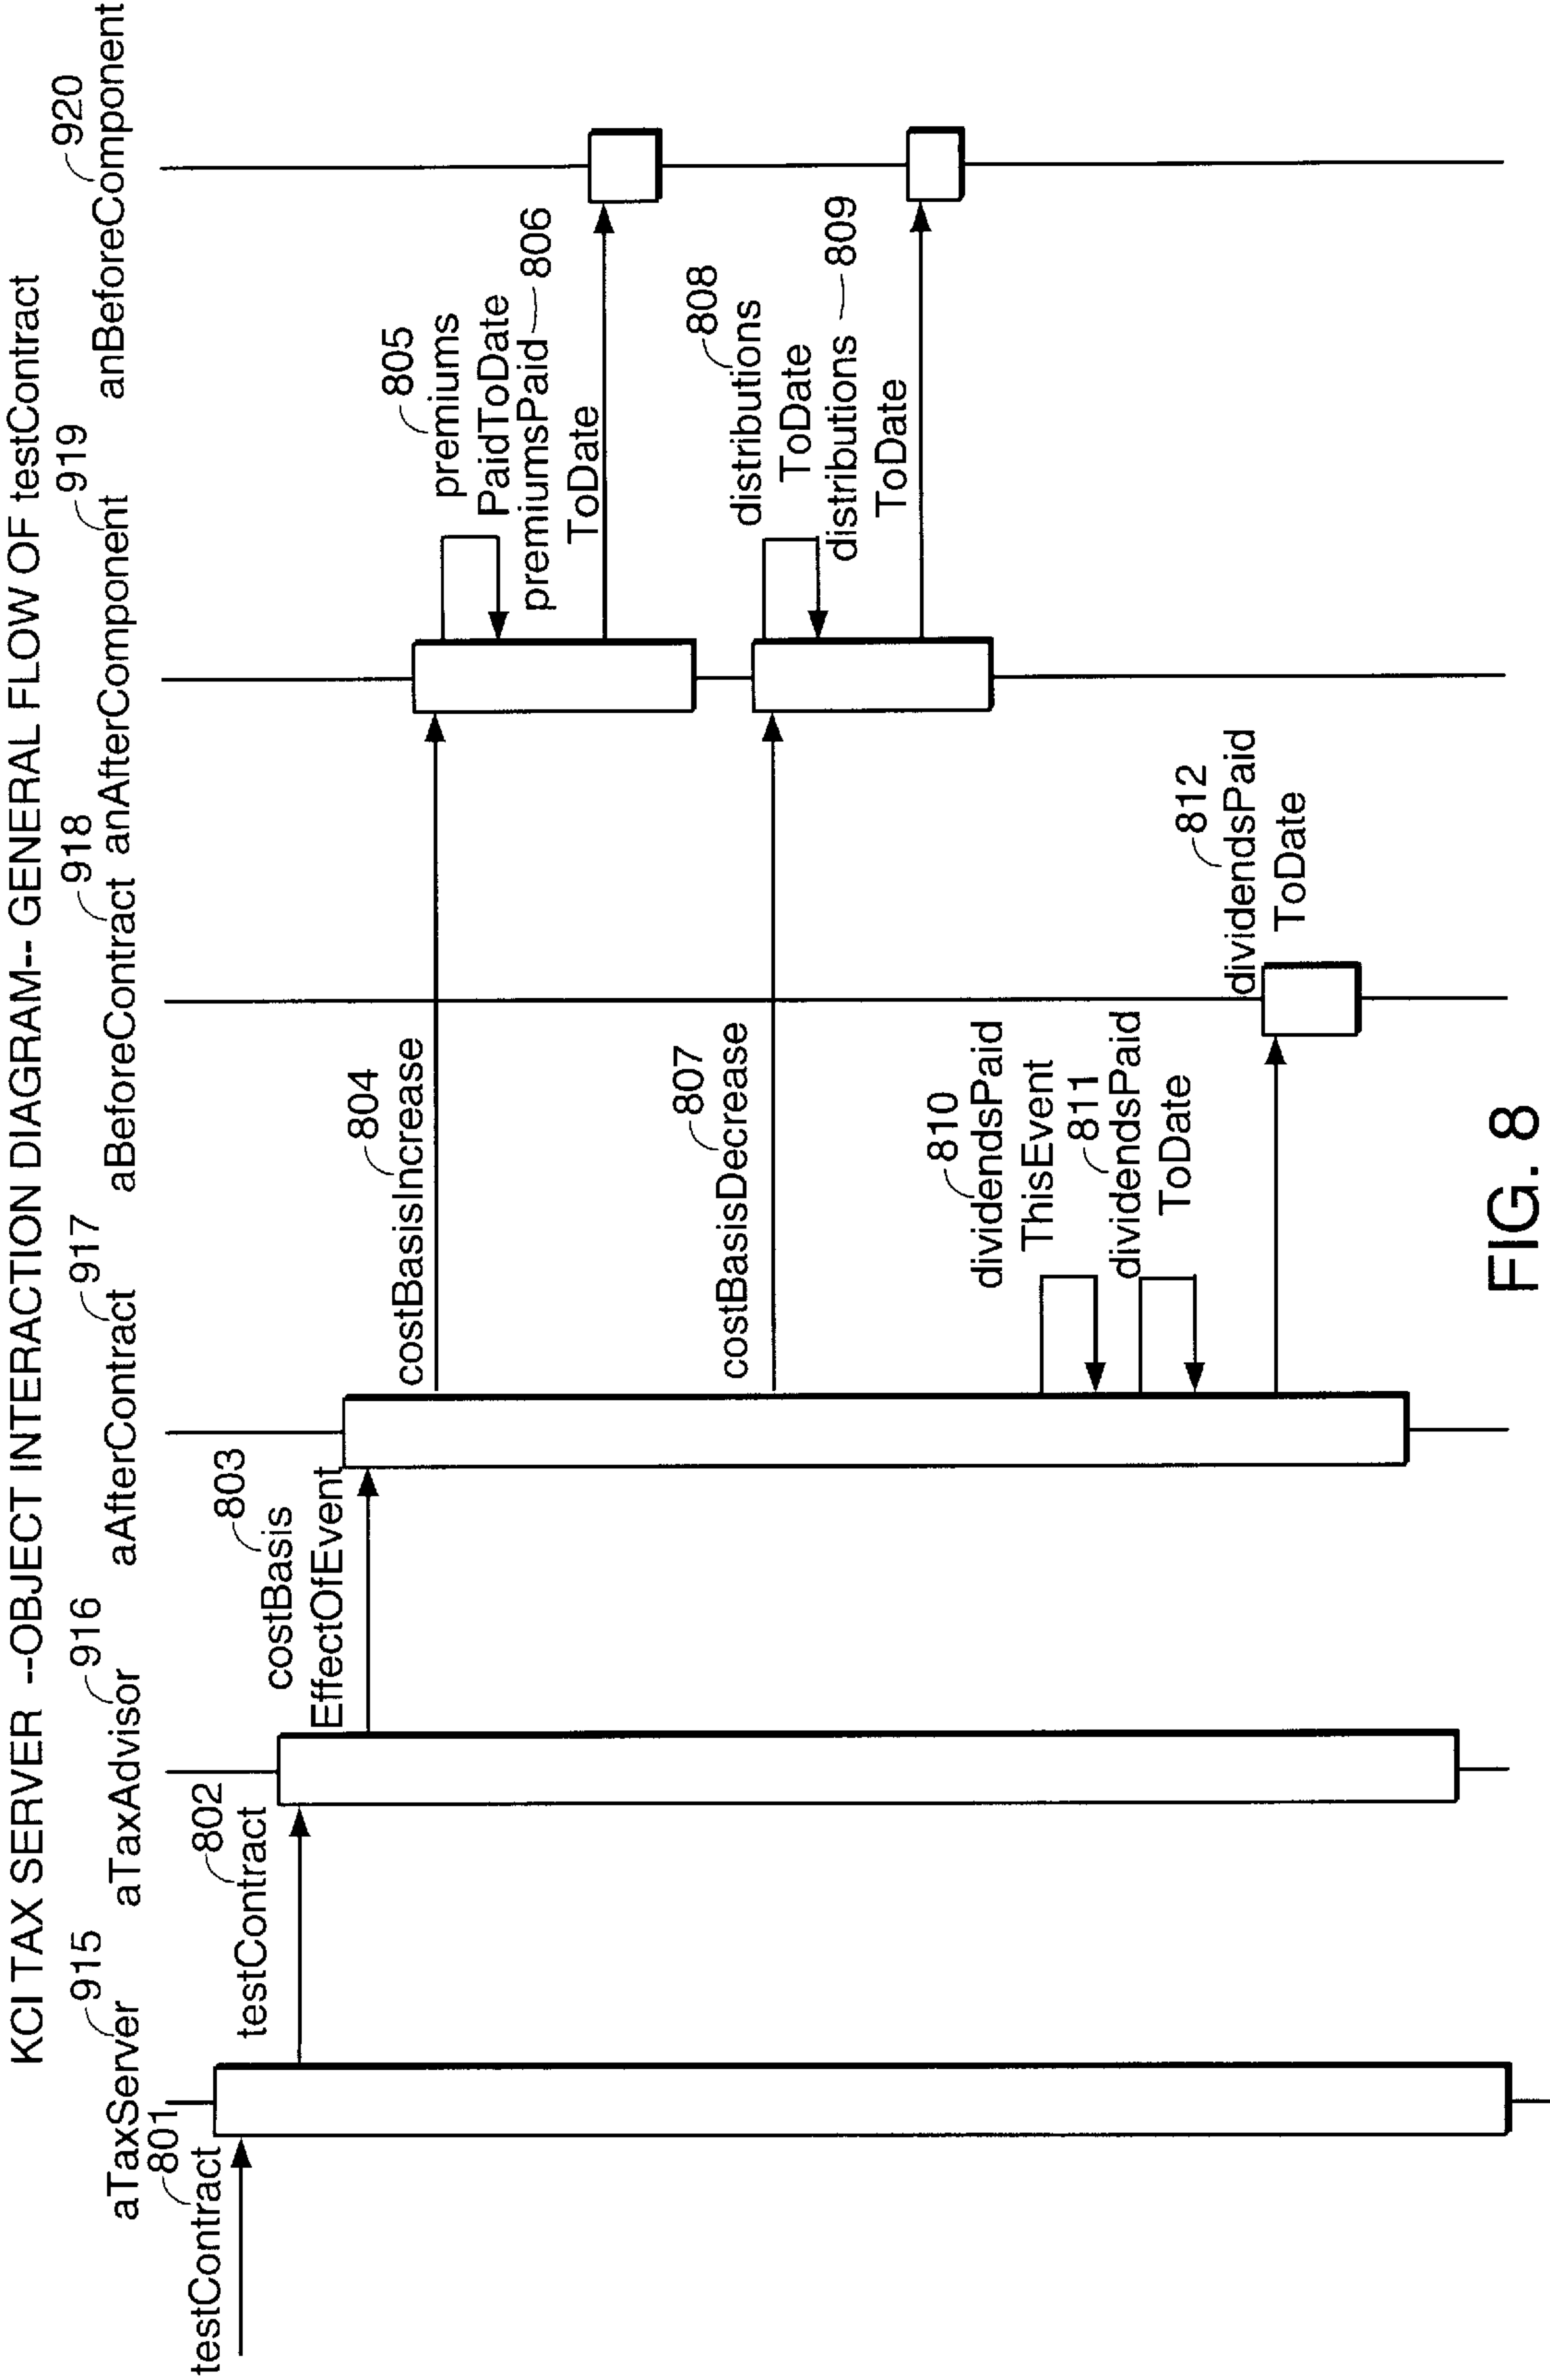 KCI TAX SERVER --OBJECT INTERACTION DIAGRAM-- GENERAL FLOW OF testContract
915
916
917
918
919
920
aTaxServer
aTaxAdvisor
aAfterContract
aBeforeContract
anAfterComponent
anBeforeComponent
801
testContract
802
testContract
803
costBasis
EffectOfEvent
804
costBasisIncrease
805
premiums
PaidToDate
premiumsPaid
806
ToDate
807
costBasisDecrease
808
distributions
ToDate
distributions
809
ToDate
810
dividendsPaid
ThisEvent
811
dividendsPaid
ToDate
812
dividendsPaid
ToDate
FIG. 8